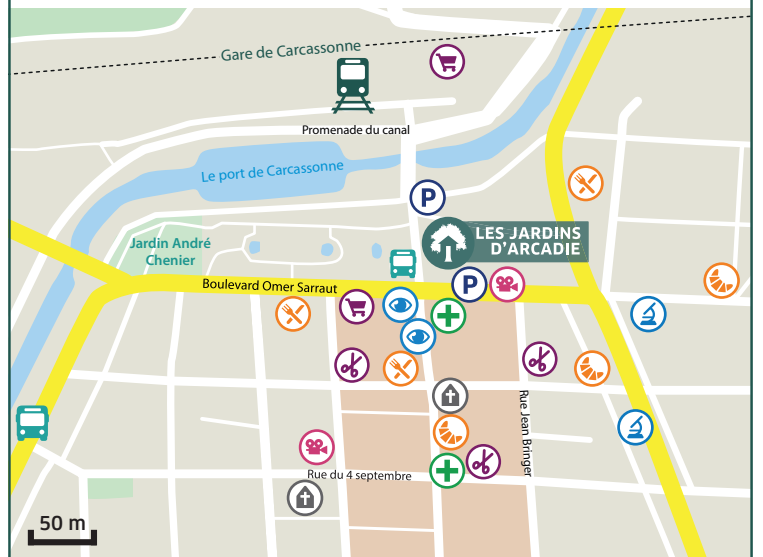 Gare de Carcassonne
Promenade du canal
Le port de Carcassonne
P
LES JARDINS
D'ARCADIE
Jardin André
Chenier
Boulevard Omer Sarraut
P
Rue Jean Bringer
Rue du 4 septembre
50 m